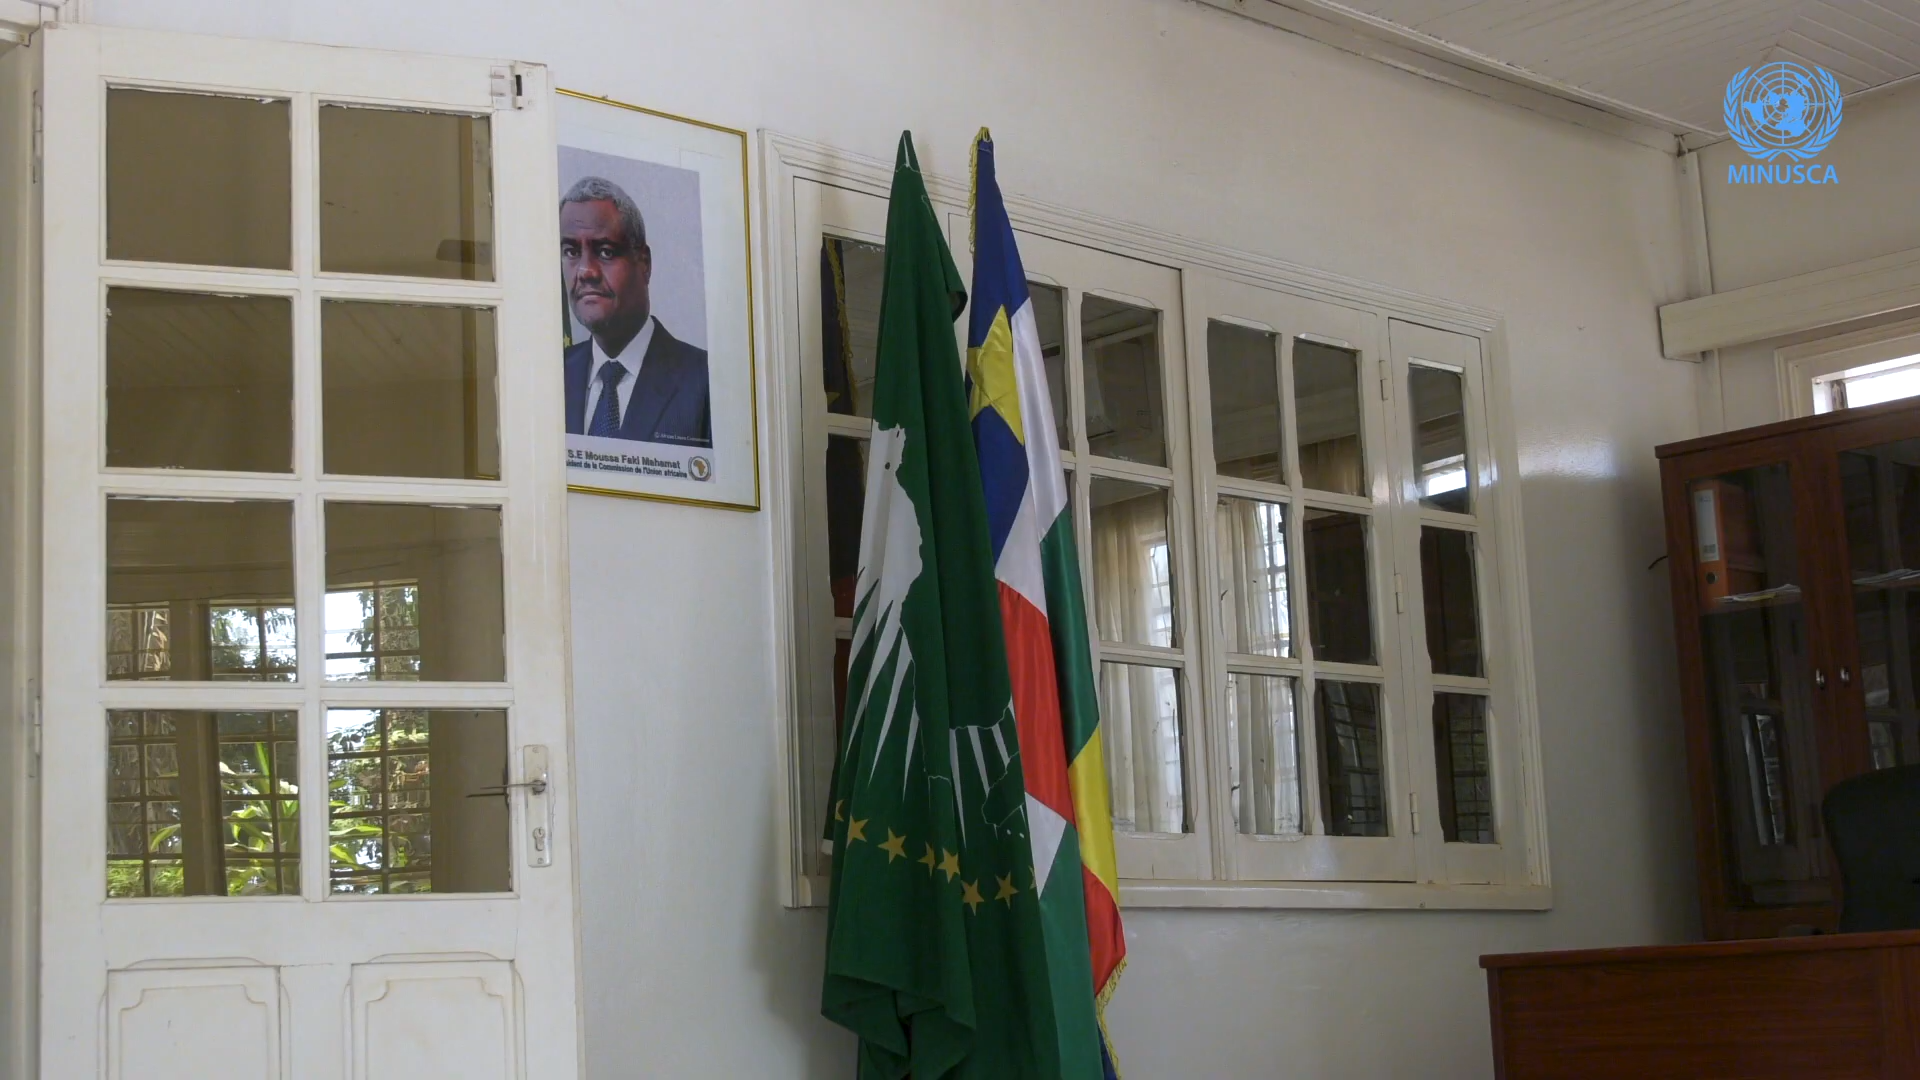 MINUSCA
S.E Moussa Faki Mahamat
ident de la Commission de l'Union africaine